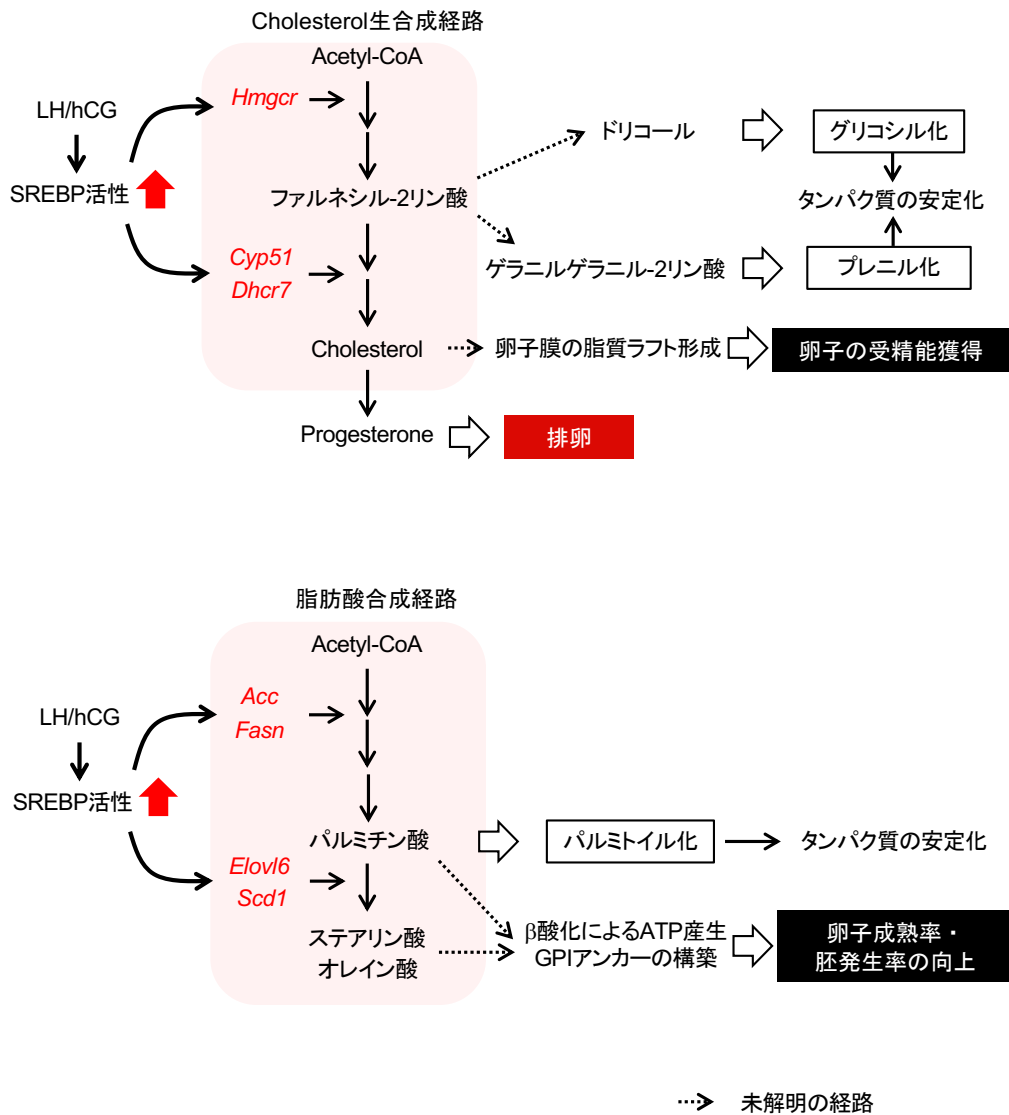 Cholesterol生合成経路
Acetyl-CoA
Hmgcr
LH/hCG
SREBP活性
ドリコール
グリコシル化
ファルネシル-2リン酸
タンパク質の安定化
Cyp51
Dhcr7
ゲラニルゲラニル-2リン酸
プレニル化
Cholesterol
卵子膜の脂質ラフト形成
卵子の受精能獲得
Progesterone
排卵
脂肪酸合成経路
Acetyl-CoA
Acc
Fasn
LH/hCG
SREBP活性
パルミチン酸
パルミトイル化
タンパク質の安定化
Elovl6
Scd1
ステアリン酸
オレイン酸
β酸化によるATP産生
GPIアンカーの構築
卵子成熟率・
胚発生率の向上
未解明の経路